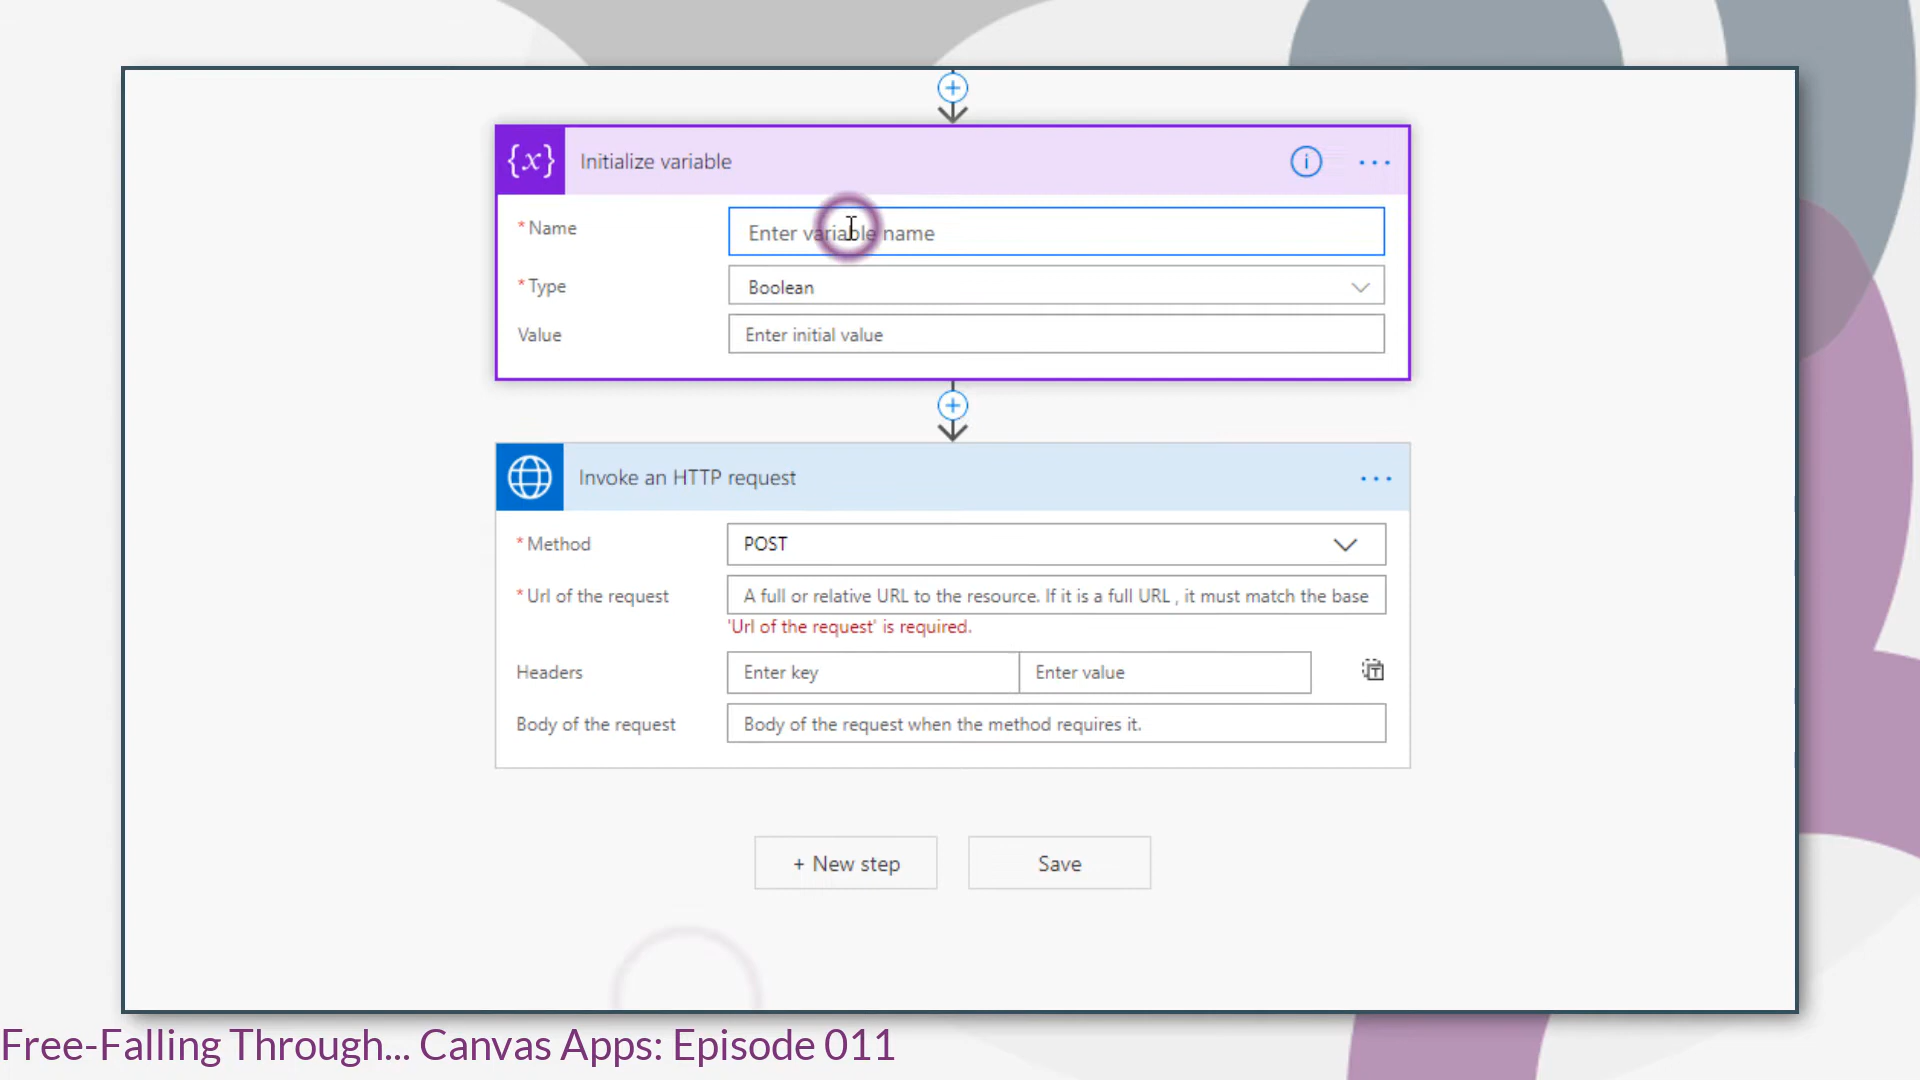 {x} Initialize variable
* Name Enter variable name
* Type Boolean
Value Enter initial value
Invoke an HTTP request
* Method POST
* Url of the request A full or relative URL to the resource. If it is a full URL , it must match the base
'Url of the request' is required.
Headers Enter key Enter value
Body of the request Body of the request when the method requires it.
+ New step Save
Free-Falling Through... Canvas Apps: Episode 011